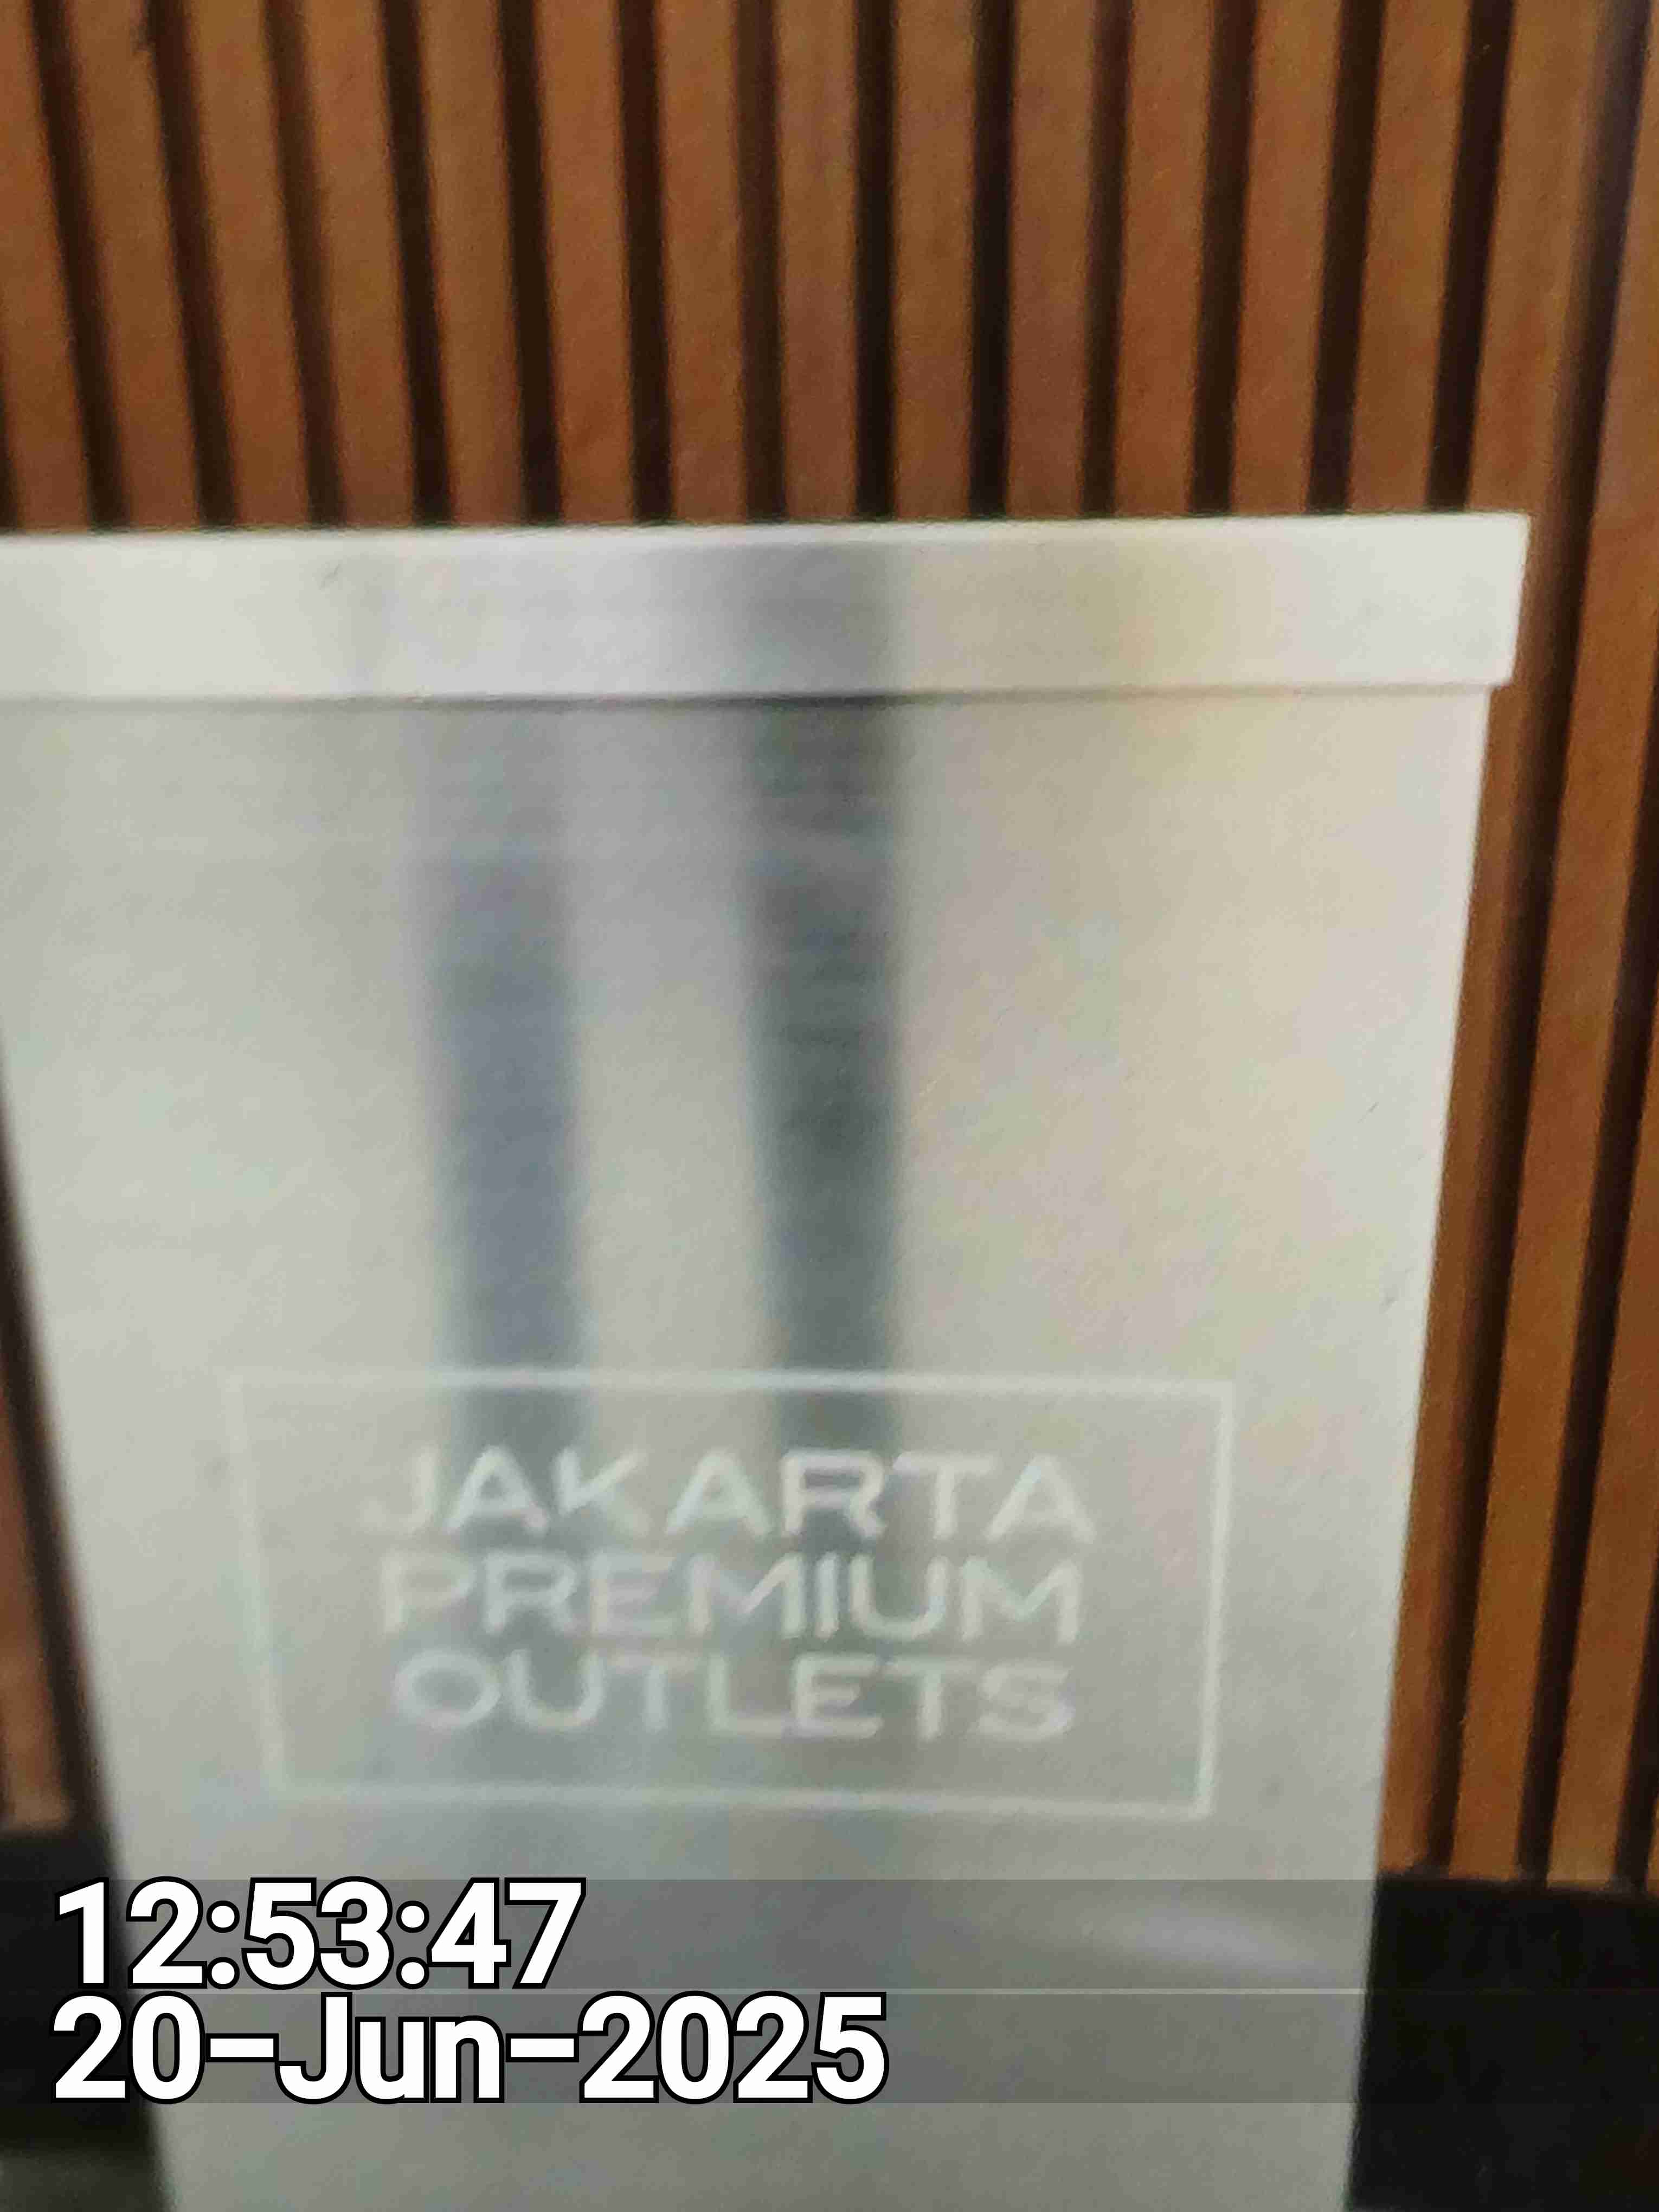 JAKARTA
PREMIUM
OUTLETS
12:53:47
20-Jun-2025